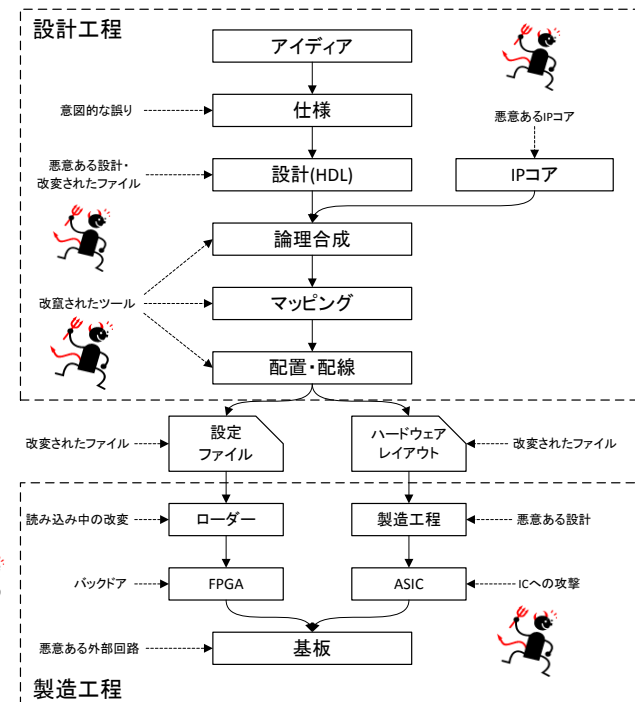 設計工程
アイディア
意図的な誤り
仕様
悪意あるIPコア
悪意ある設計・
改変されたファイル
設計(HDL)
IPコア
論理合成
改竄されたツール
マッピング
配置・配線
改変されたファイル
設定
ファイル
ハードウェア
レイアウト
改変されたファイル
読み込み中の改変
ローダー
製造工程
悪意ある設計
バックドア
FPGA
ASIC
ICへの攻撃
悪意ある外部回路
基板
製造工程